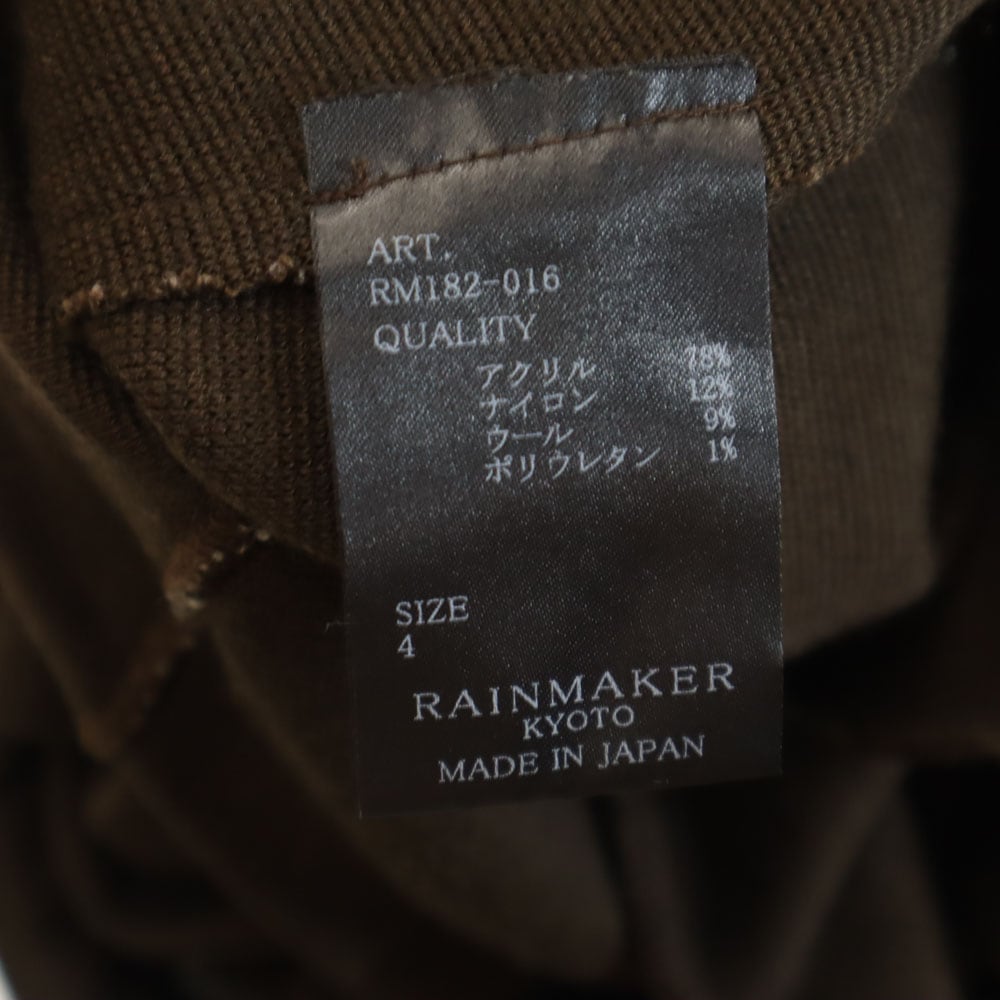 ART.
RM182-016
QUALITY
アクリル 78%
ナイロン 12%
ウール 9%
ポリウレタン 1%
SIZE
4
RAINMAKER
KYOTO
MADE IN JAPAN